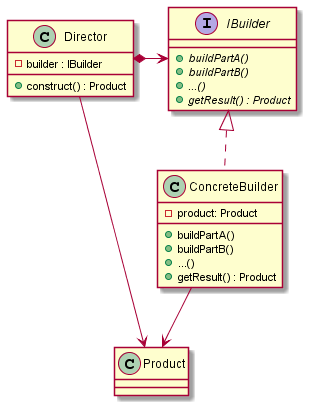 C Director
builder : IBuilder
construct() : Product
I IBuilder
buildPartA()
buildPartB()
...()
getResult() : Product
C ConcreteBuilder
product: Product
buildPartA()
buildPartB()
...()
getResult() : Product
C Product